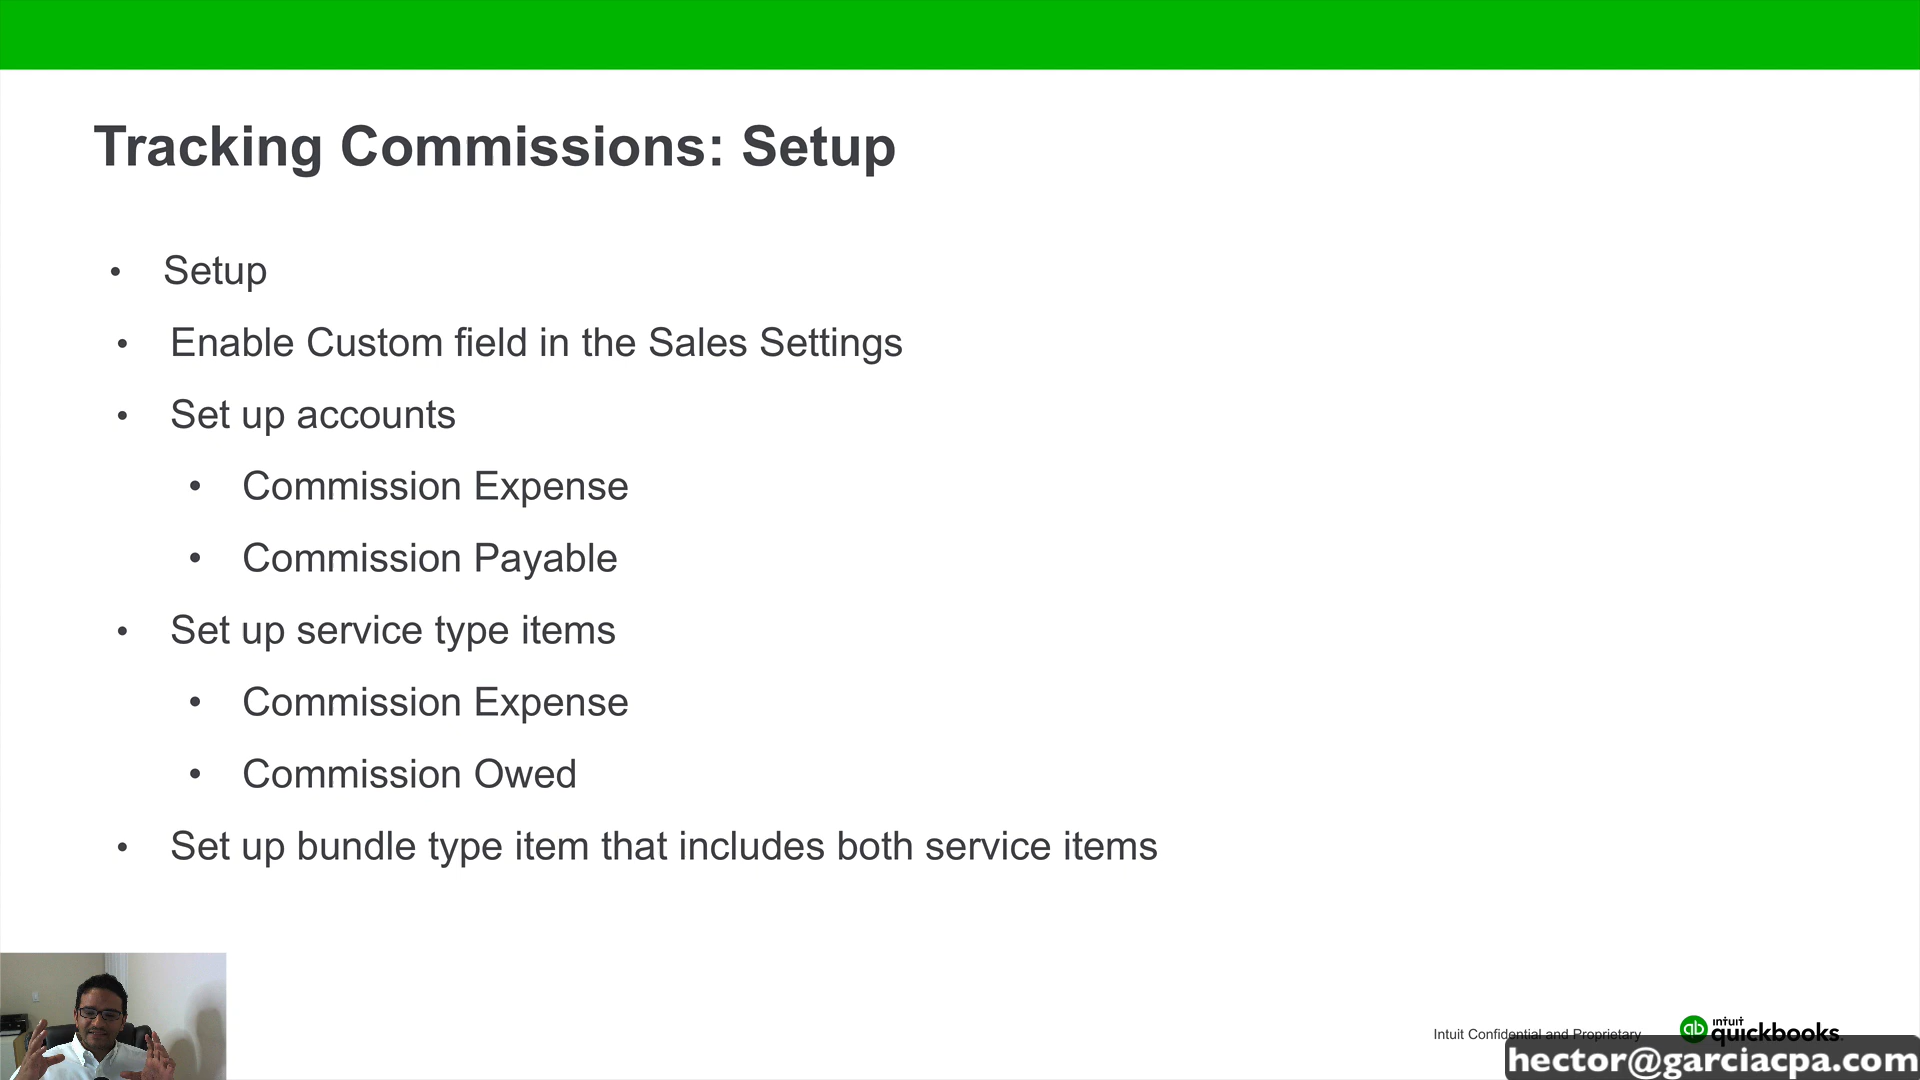 Tracking Commissions: Setup
• Setup
• Enable Custom field in the Sales Settings
• Set up accounts
• Commission Expense
• Commission Payable
• Set up service type items
• Commission Expense
• Commission Owed
• Set up bundle type item that includes both service items
Intuit Confidential and Proprietary
qb intuit quickbooks.
hector@garciacpa.com